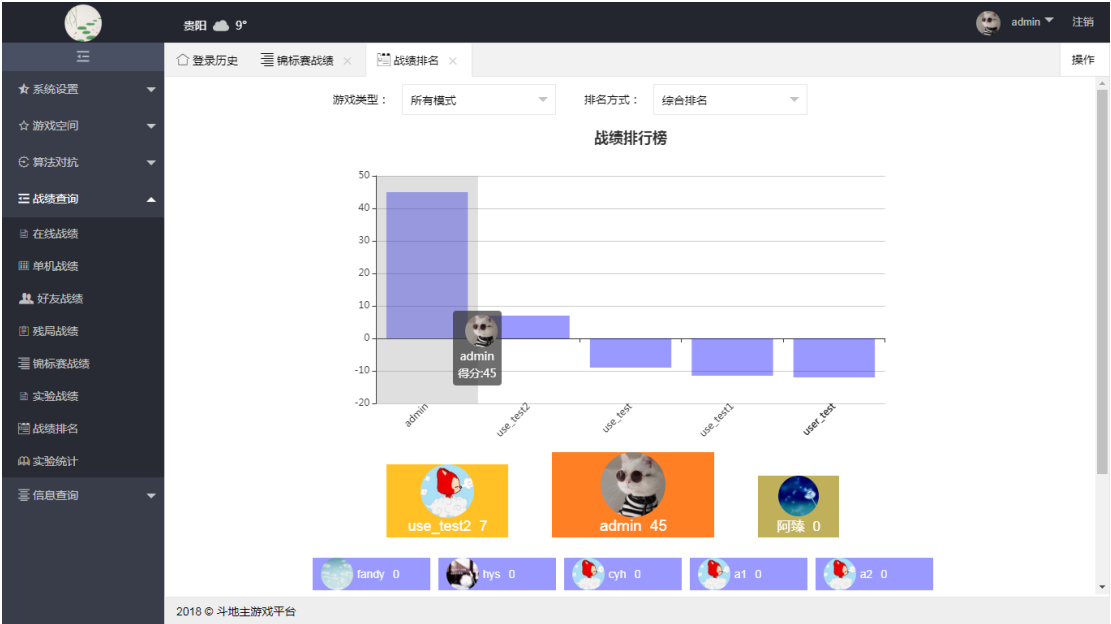 贵阳 9°
admin 注销
登录历史 锦标赛战绩 战绩排名 操作
系统设置
游戏空间
算法对抗
战绩查询
在线战绩
单机战绩
好友战绩
残局战绩
锦标赛战绩
实验战绩
战绩排名
实验统计
信息查询
游戏类型： 所有模式 排名方式： 综合排名
战绩排行榜
50
40
30
20
10
0
-10
-20
admin
得分:45
admin use_test2 use_test use_test1 user_test
use_test2 7 admin 45 阿臻 0
fandy 0 hys 0 cyh 0 a1 0 a2 0
2018 © 斗地主游戏平台